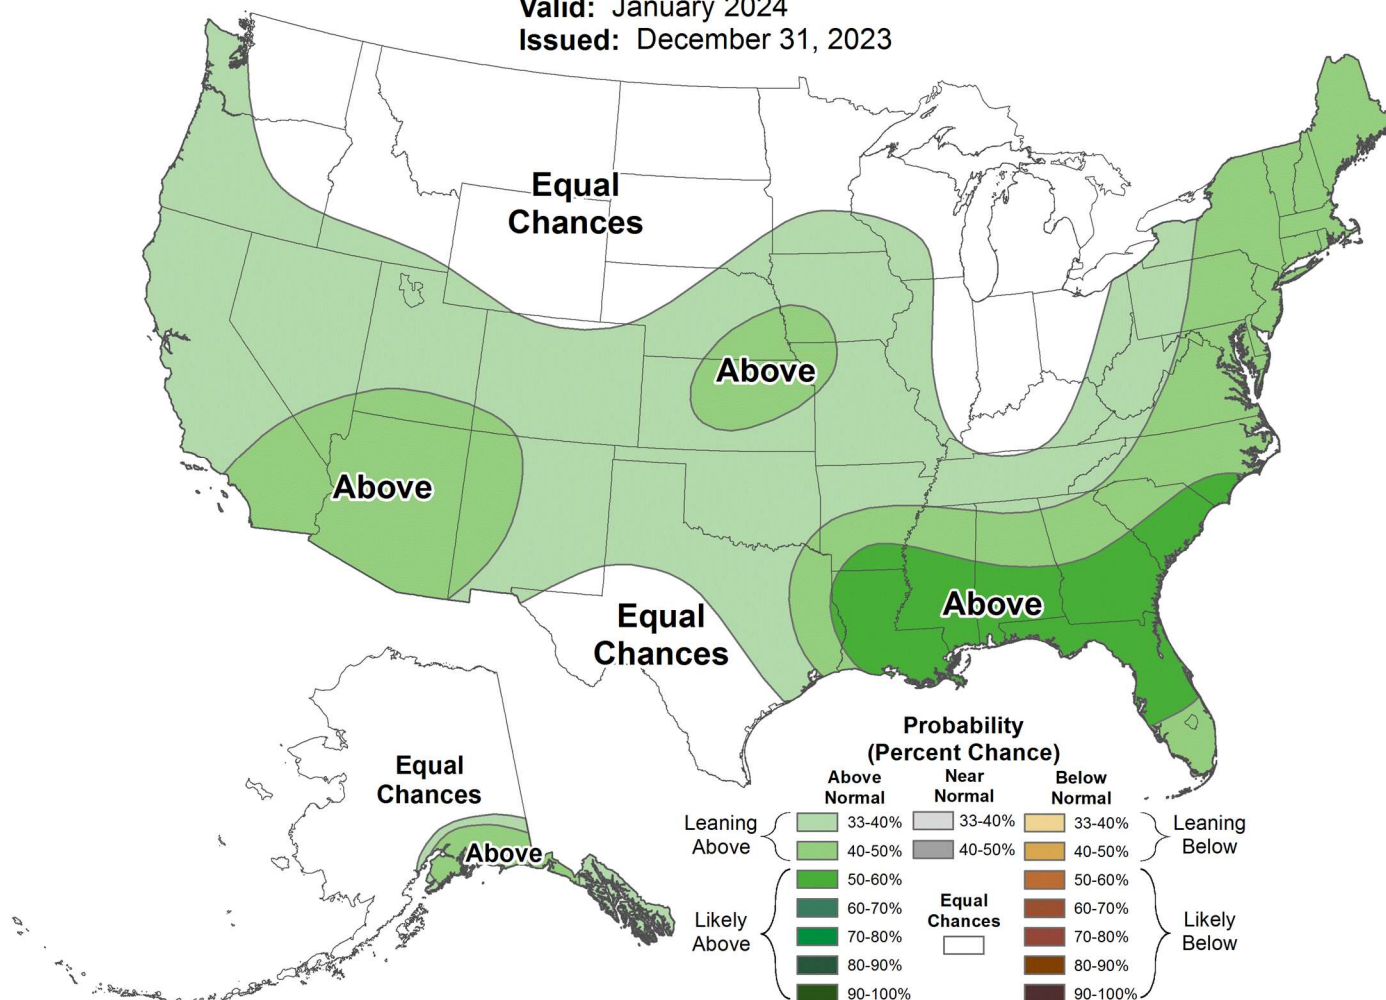 Valid: January 2024
Issued: December 31, 2023
Equal
Chances
Above
Above
Above
Equal
Chances
Equal
Chances
Above
Probability
(Percent Chance)
Above
Normal
Near
Normal
Below
Normal
Leaning
Above
33-40%
40-50%
33-40%
40-50%
33-40%
40-50%
Leaning
Below
Likely
Above
50-60%
60-70%
70-80%
80-90%
90-100%
Equal
Chances
50-60%
60-70%
70-80%
80-90%
90-100%
Likely
Below